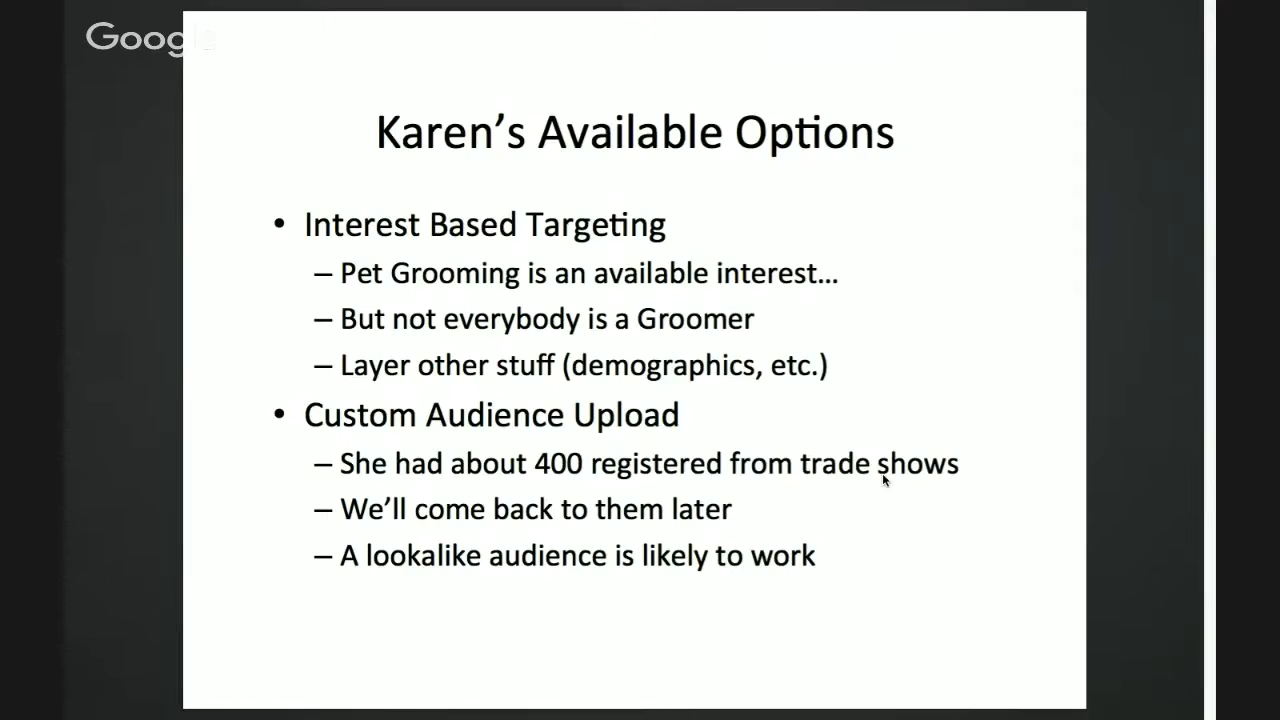 Google
Karen's Available Options
• Interest Based Targeting
– Pet Grooming is an available interest...
– But not everybody is a Groomer
– Layer other stuff (demographics, etc.)
• Custom Audience Upload
– She had about 400 registered from trade shows
– We'll come back to them later
– A lookalike audience is likely to work